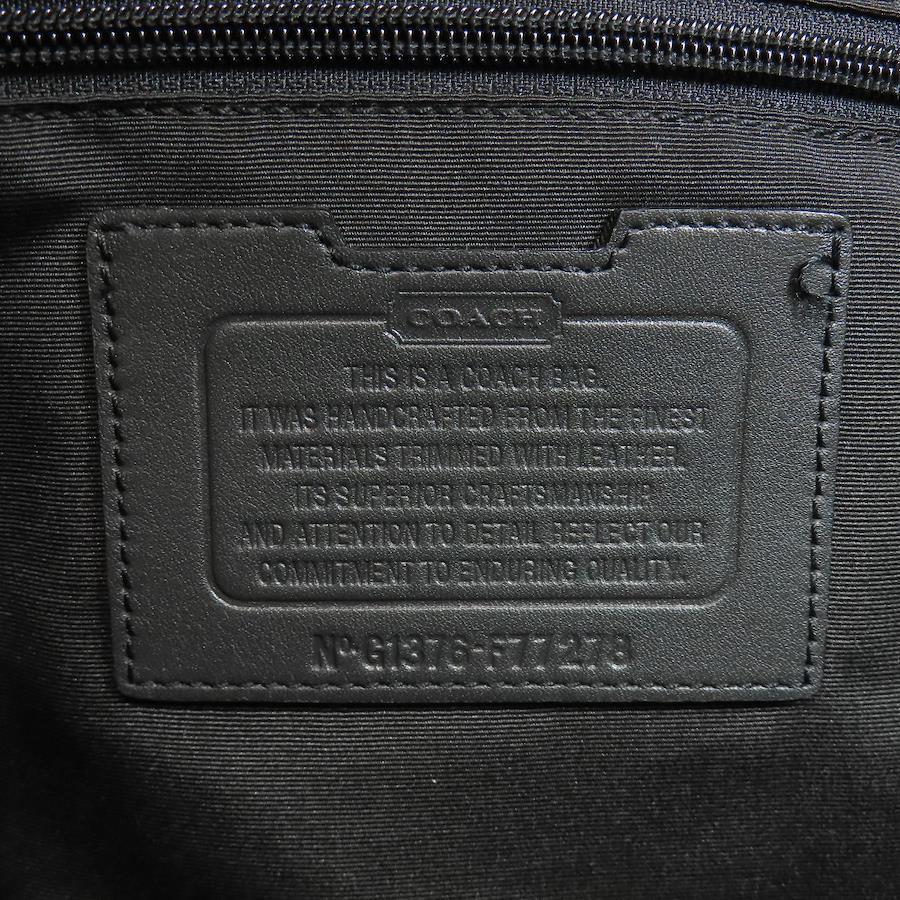 COACH
THIS IS A COACH BAG.
IT WAS HANDCRAFTED FROM THE FINEST
MATERIALS TRIMMED WITH LEATHER.
ITS SUPERIOR CRAFTSMANSHIP
AND ATTENTION TO DETAIL REFLECT OUR
COMMITMENT TO ENDURING QUALITY.
No. G1376-F77278